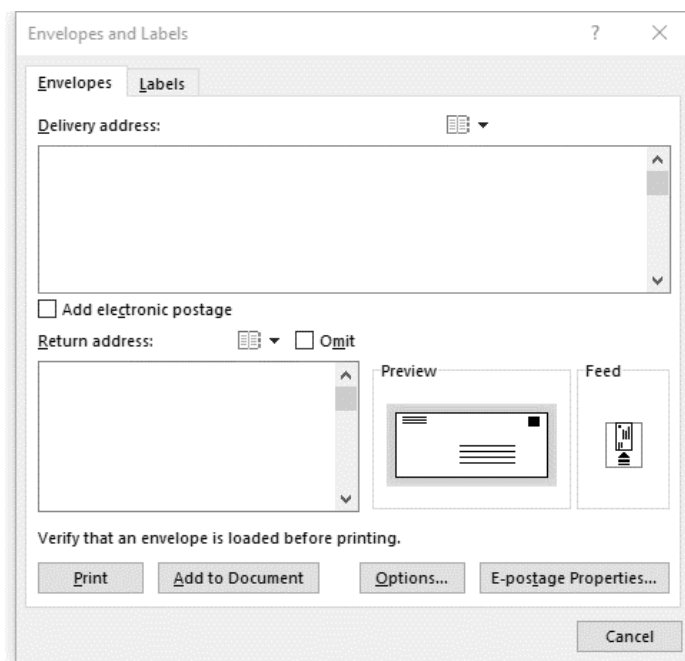 Envelopes and Labels ?
Envelopes Labels
Delivery address:
Add electronic postage
Return address: Omit
Preview Feed
Verify that an envelope is loaded before printing.
Print Add to Document Options... E-postage Properties...
Cancel